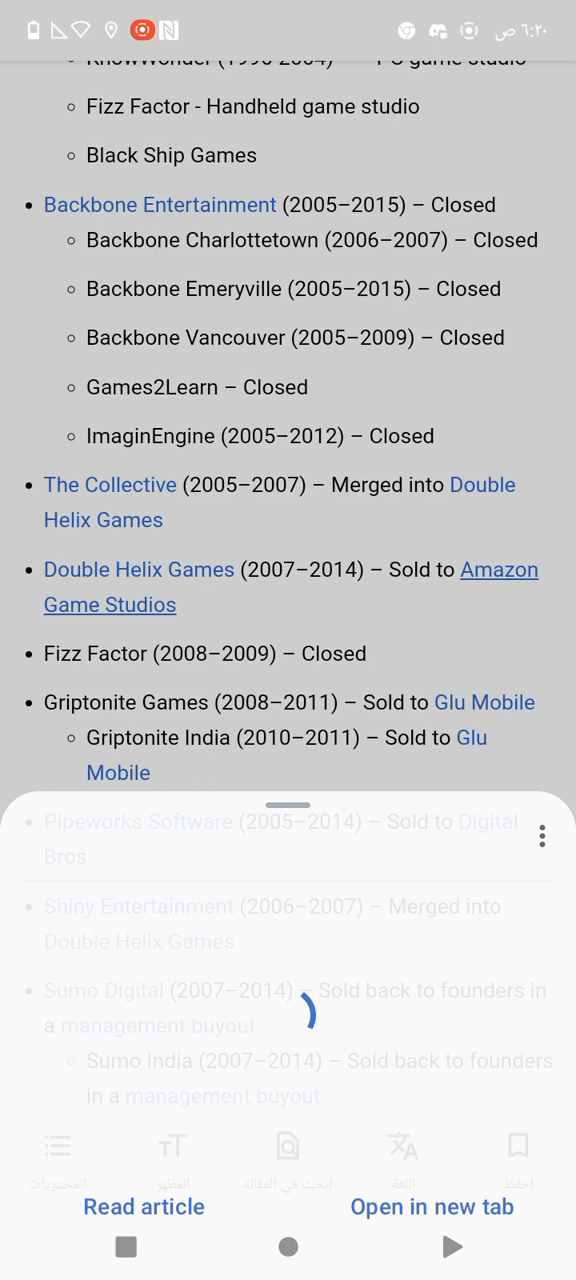 ٦:٢٠ ص
KnowWonder (1996-2004) — PC game studio
Fizz Factor - Handheld game studio
Black Ship Games
Backbone Entertainment (2005–2015) – Closed
Backbone Charlottetown (2006–2007) – Closed
Backbone Emeryville (2005–2015) – Closed
Backbone Vancouver (2005–2009) – Closed
Games2Learn – Closed
ImaginEngine (2005–2012) – Closed
The Collective (2005–2007) – Merged into Double
Helix Games
Double Helix Games (2007–2014) – Sold to Amazon
Game Studios
Fizz Factor (2008–2009) – Closed
Griptonite Games (2008–2011) – Sold to Glu Mobile
Griptonite India (2010–2011) – Sold to Glu
Mobile
Pipeworks Software (2005–2014) – Sold to Digital
Bros
Shiny Entertainment (2006–2007) – Merged into
Double Helix Games
Sumo Digital (2007–2014) – Sold back to founders in
a management buyout
Sumo India (2007–2014) – Sold back to founders
in a management buyout
المحتويات المظهر ابحث في المقالة اللغة احفظ
Read article Open in new tab